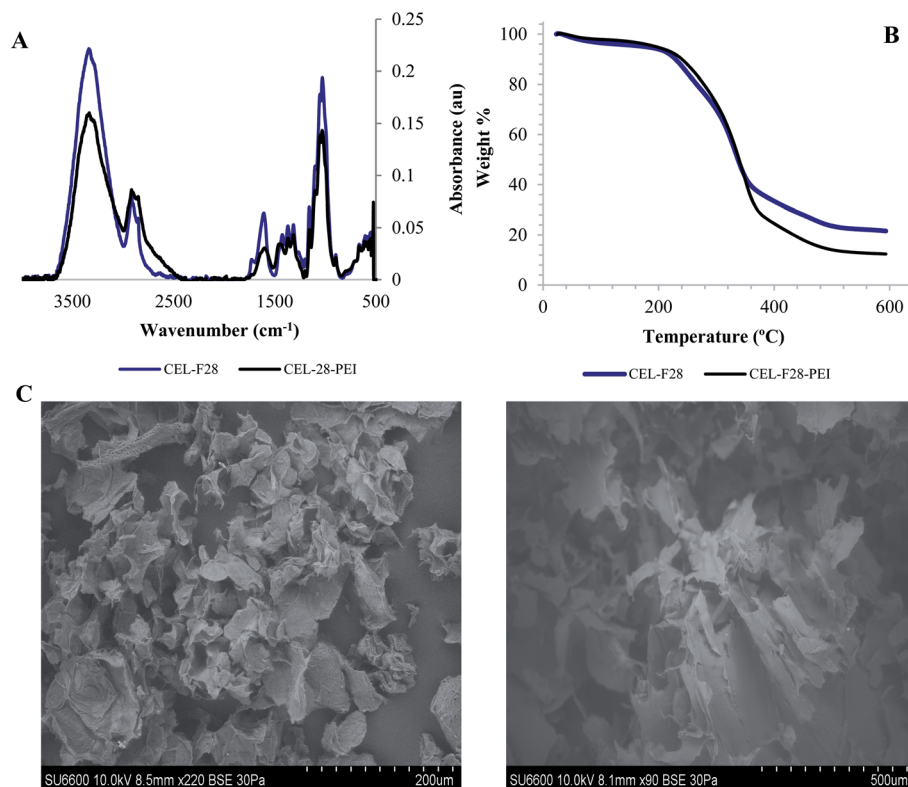 A
0.25
0.2
0.15
0.1
0.05
0
Absorbance (au)
3500 2500 1500 500
Wavenumber (cm-1)
CEL-F28 CEL-28-PEI
B
100
80
60
40
20
0
Weight %
0 200 400 600
Temperature (ºC)
CEL-F28 CEL-F28-PEI
C
SU6600 10.0kV 8.5mm x220 BSE 30Pa 200um
SU6600 10.0kV 8.1mm x90 BSE 30Pa 500um